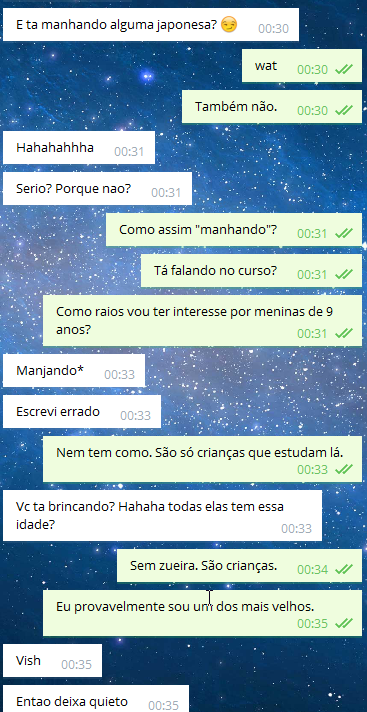 E ta manhando alguma japonesa? 😏 00:30
wat 00:30
Também não. 00:30
Hahahahhha 00:31
Serio? Porque nao? 00:31
Como assim "manhando"? 00:31
Tá falando no curso? 00:31
Como raios vou ter interesse por meninas de 9
anos? 00:31
Manjando* 00:33
Escrevi errado 00:33
Nem tem como. São só crianças que estudam lá.
00:33
Vc ta brincando? Hahaha todas elas tem essa
idade? 00:33
Sem zueira. São crianças. 00:34
Eu provavelmente sou um dos mais velhos.
00:35
Vish 00:35
Entao deixa quieto 00:35